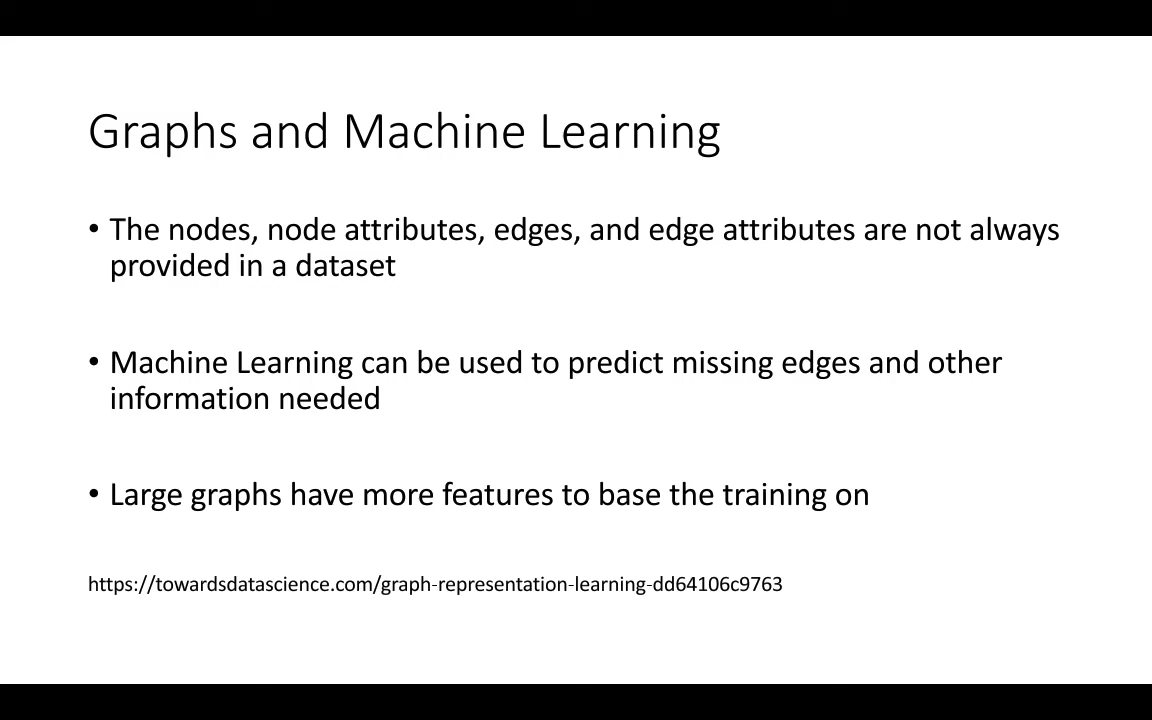 Graphs and Machine Learning
• The nodes, node attributes, edges, and edge attributes are not always
provided in a dataset
• Machine Learning can be used to predict missing edges and other
information needed
• Large graphs have more features to base the training on
https://towardsdatascience.com/graph-representation-learning-dd64106c9763